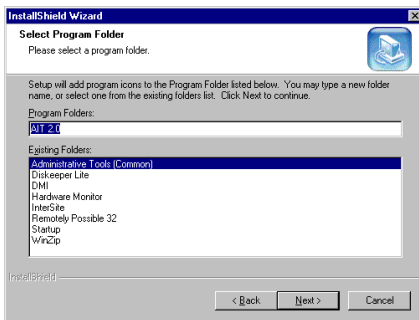 InstallShield Wizard
Select Program Folder
Please select a program folder.
Setup will add program icons to the Program Folder listed below. You may type a new folder
name, or select one from the existing folders list. Click Next to continue.
Program Folders:
AIT 2.0
Existing Folders:
Administrative Tools (Common)
Diskeeper Lite
DMI
Hardware Monitor
InterSite
Remotely Possible 32
Startup
WinZip
InstallShield
< Back
Next >
Cancel